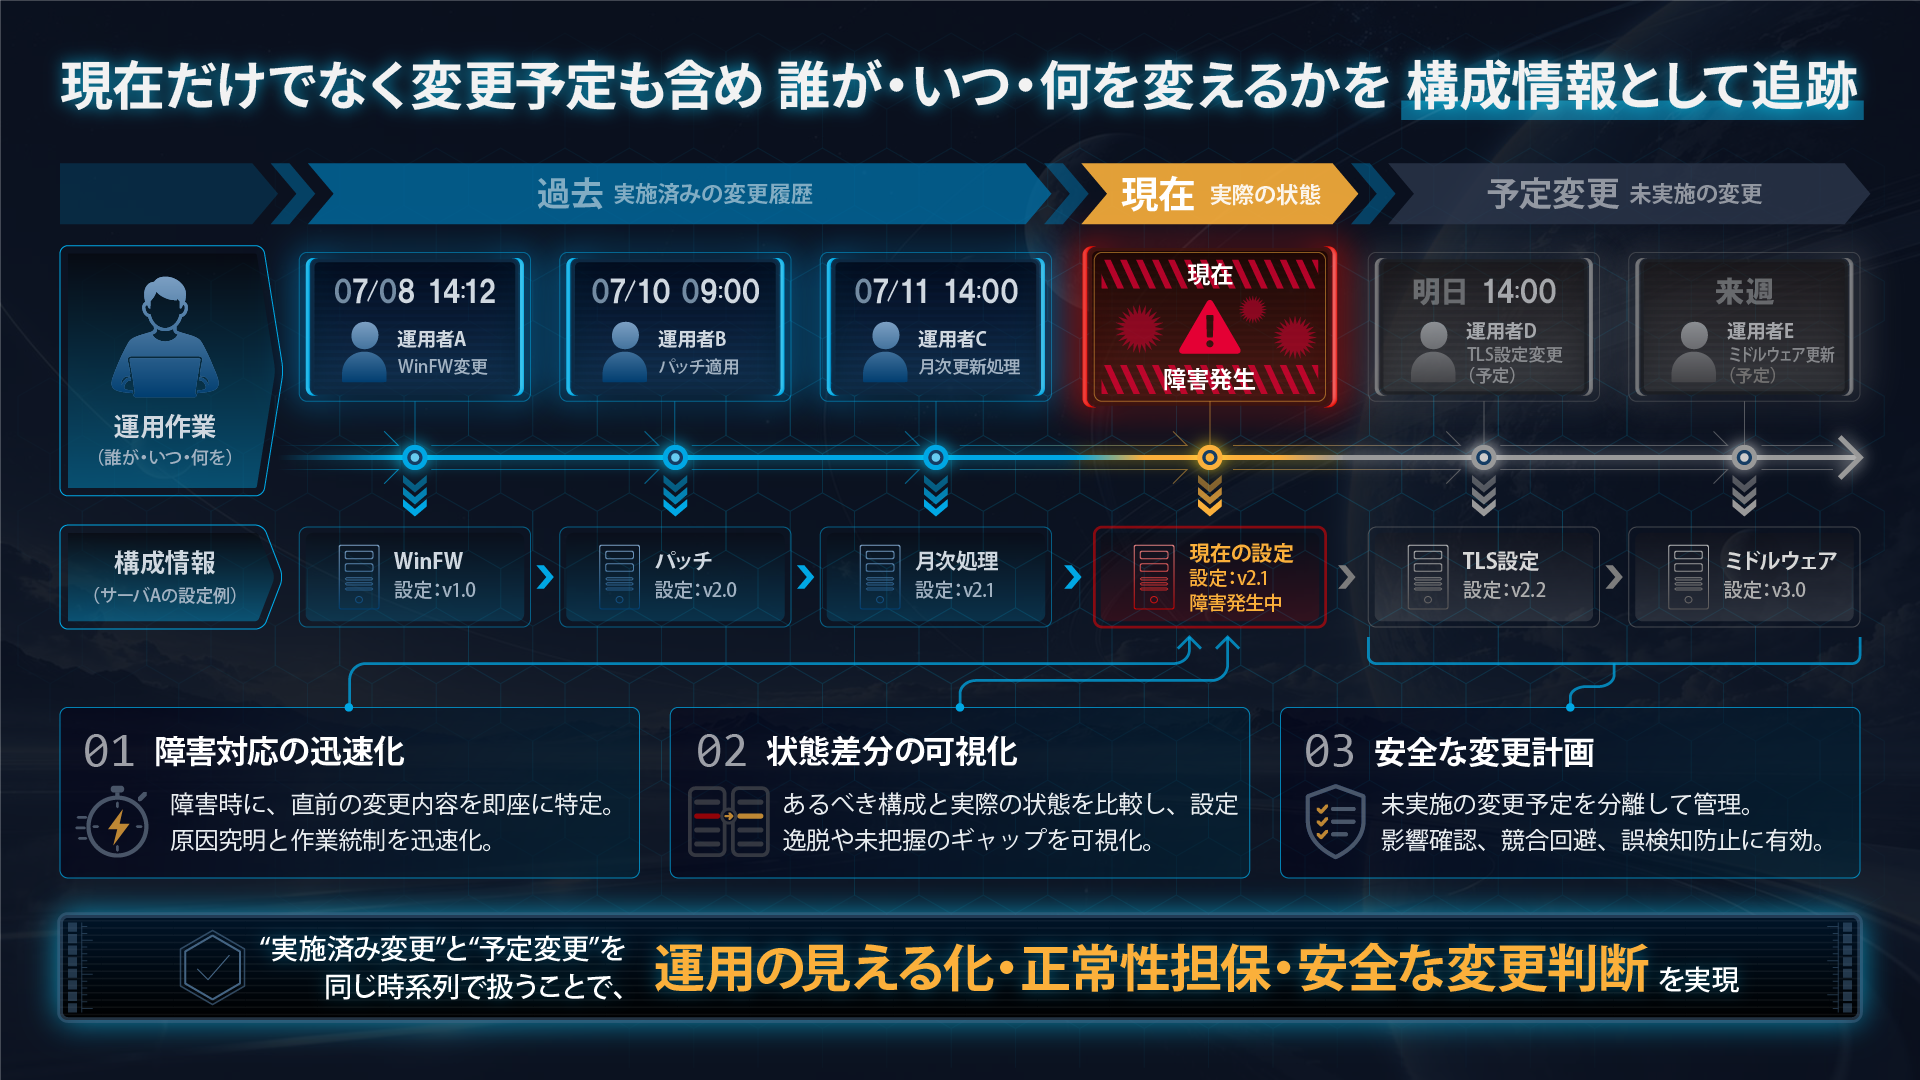 現在だけでなく変更予定も含め 誰が・いつ・何を変えるかを 構成情報として追跡
過去 実施済みの変更履歴
現在 実際の状態
予定変更 未実施の変更
運用作業
（誰が・いつ・何を）
07/08 14:12
運用者A
WinFW変更
07/10 09:00
運用者B
パッチ適用
07/11 14:00
運用者C
月次更新処理
現在
障害発生
明日 14:00
運用者D
TLS設定変更
（予定）
来週
運用者E
ミドルウェア更新
（予定）
構成情報
（サーバAの設定例）
WinFW
設定：v1.0
パッチ
設定：v2.0
月次処理
設定：v2.1
現在の設定
設定：v2.1
障害発生中
TLS設定
設定：v2.2
ミドルウェア
設定：v3.0
01 障害対応の迅速化
障害時に、直前の変更内容を即座に特定。
原因究明と作業統制を迅速化。
02 状態差分の可視化
あるべき構成と実際の状態を比較し、設定
逸脱や未把握のギャップを可視化。
03 安全な変更計画
未実施の変更予定を分離して管理。
影響確認、競合回避、誤検知防止に有効。
“実施済み変更”と“予定変更”を
同じ時系列で扱うことで、
運用の見える化・正常性担保・安全な変更判断 を実現